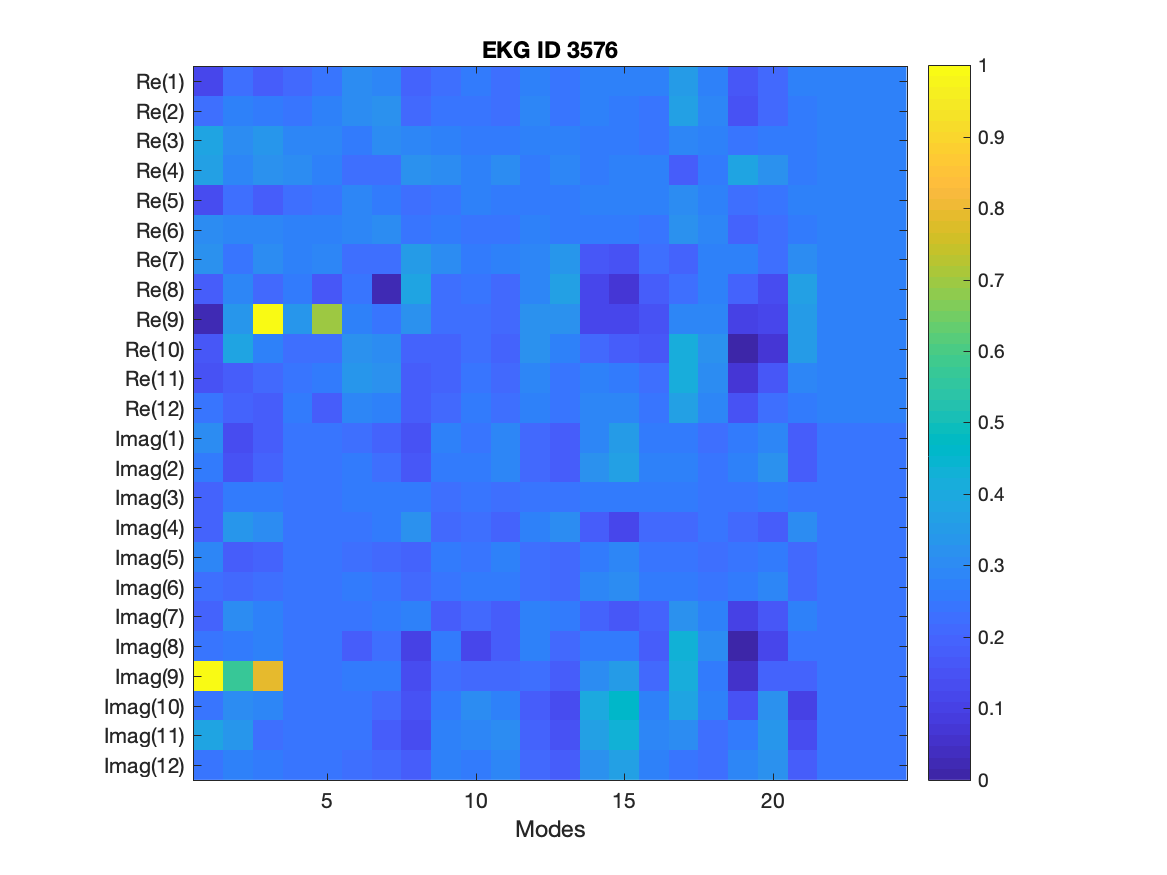 EKG ID 3576
Re(1)
Re(2)
Re(3)
Re(4)
Re(5)
Re(6)
Re(7)
Re(8)
Re(9)
Re(10)
Re(11)
Re(12)
Imag(1)
Imag(2)
Imag(3)
Imag(4)
Imag(5)
Imag(6)
Imag(7)
Imag(8)
Imag(9)
Imag(10)
Imag(11)
Imag(12)
5 10 15 20
Modes
1
0.9
0.8
0.7
0.6
0.5
0.4
0.3
0.2
0.1
0